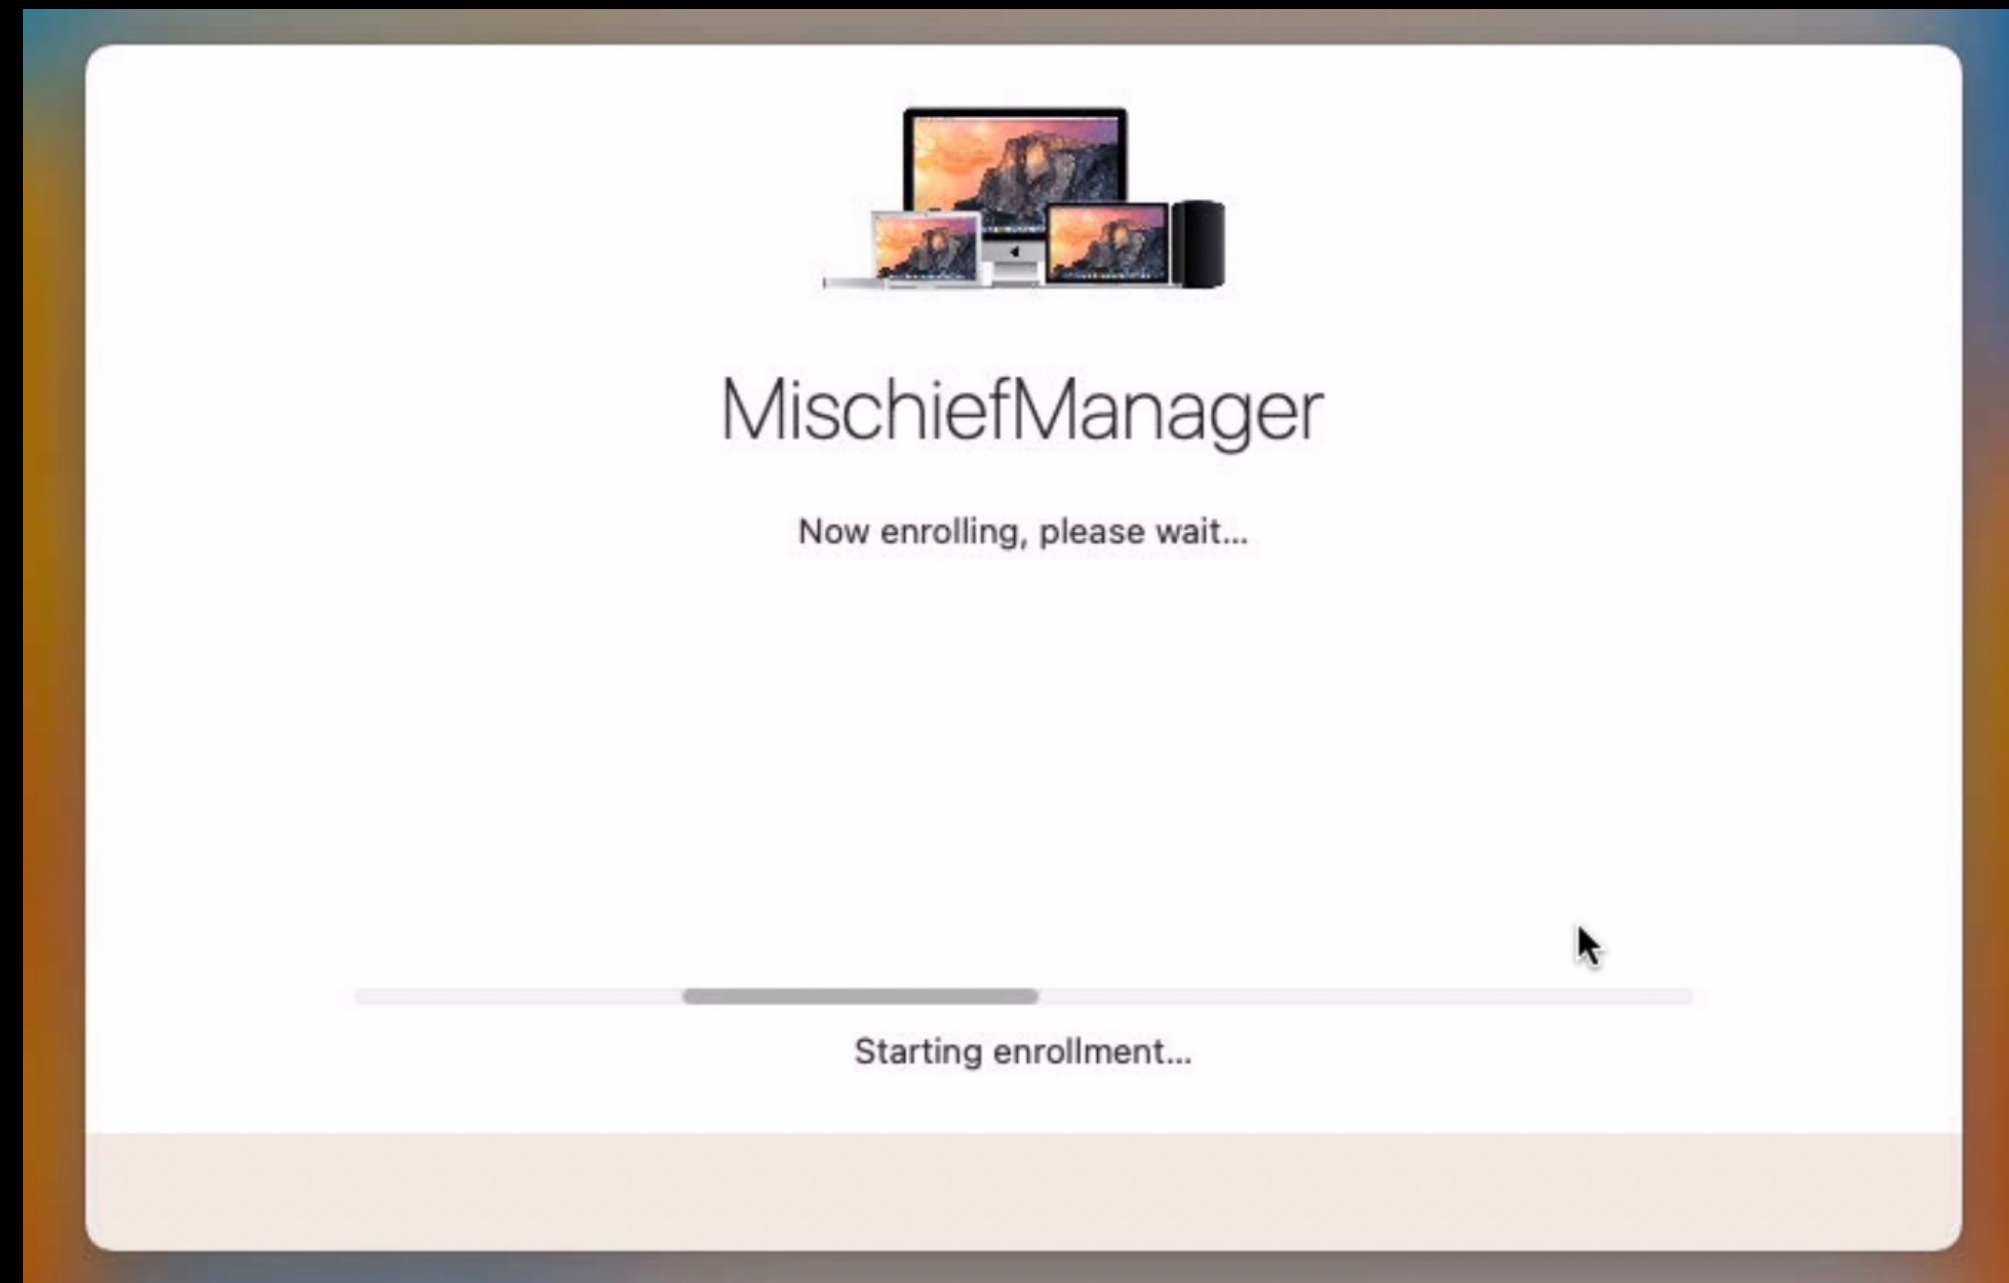 MischiefManager
Now enrolling, please wait...
Starting enrollment...